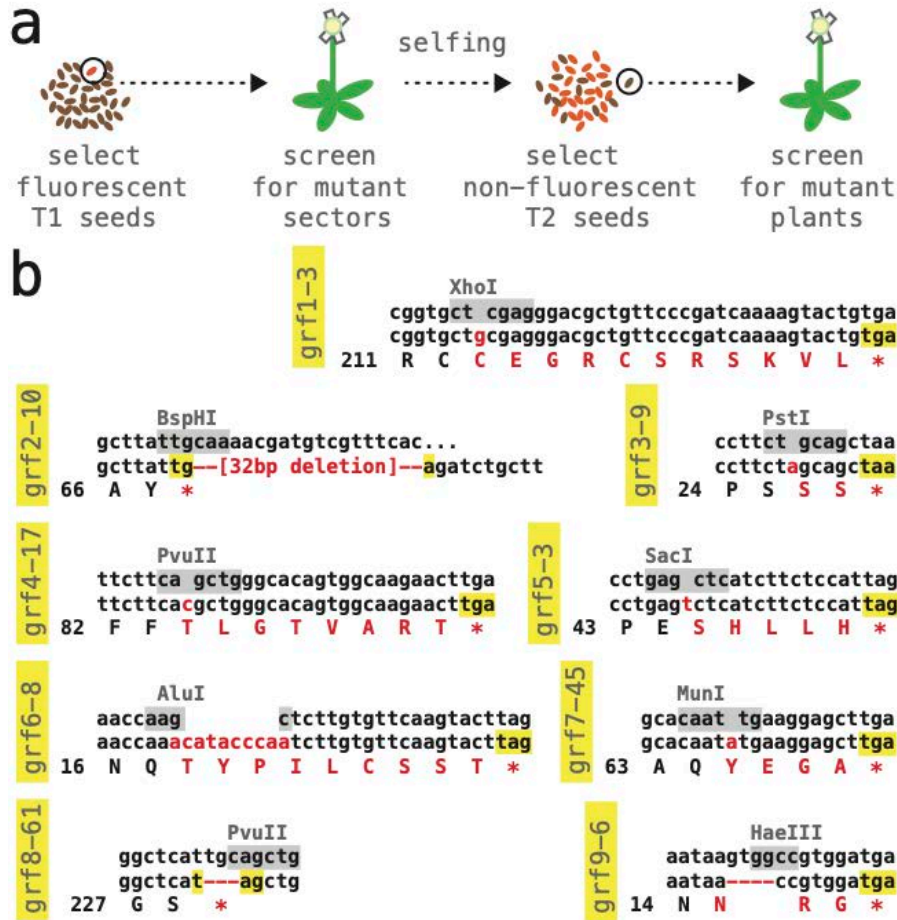 a
selfing
select fluorescent T1 seeds
screen for mutant sectors
select non-fluorescent T2 seeds
screen for mutant plants
b
grf1-3
XhoI
cggtgct cgagggacgctgttcccgatcaaaagtactgtga
cggtgctgcgagggacgctgttcccgatcaaaagtactgtga
211 R C C E G R C S R S K V L *
grf2-10
BspHI
gcttattgcaaaacgatgtcgtttcac...
gcttattg--[32bp deletion]--agatctgctt
66 A Y *
grf3-9
PstI
ccttct gcagctaa
ccttctagcagctaa
24 P S S S *
grf4-17
PvuII
ttcttca gctgggcacagtggcaagaacttga
ttcttcacgctgggcacagtggcaagaacttga
82 F F T L G T V A R T *
grf5-3
SacI
cctgag ctcatcttctccattag
cctgagtctcatcttctccattag
43 P E S H L L H *
grf6-8
AluI
aaccaag ctcttgtgttcaagtacttag
aaccaaacatacccaatcttgtgttcaagtacttag
16 N Q T Y P I L C S S T *
grf7-45
MunI
gcacaat tgaaggagcttga
gcacaatatgaaggagcttga
63 A Q Y E G A *
grf8-61
PvuII
ggctcattgcagctg
ggctcat----agctg
227 G S *
grf9-6
HaeIII
aataagtggccgtggatga
aataa----ccgtggatga
14 N N R G *